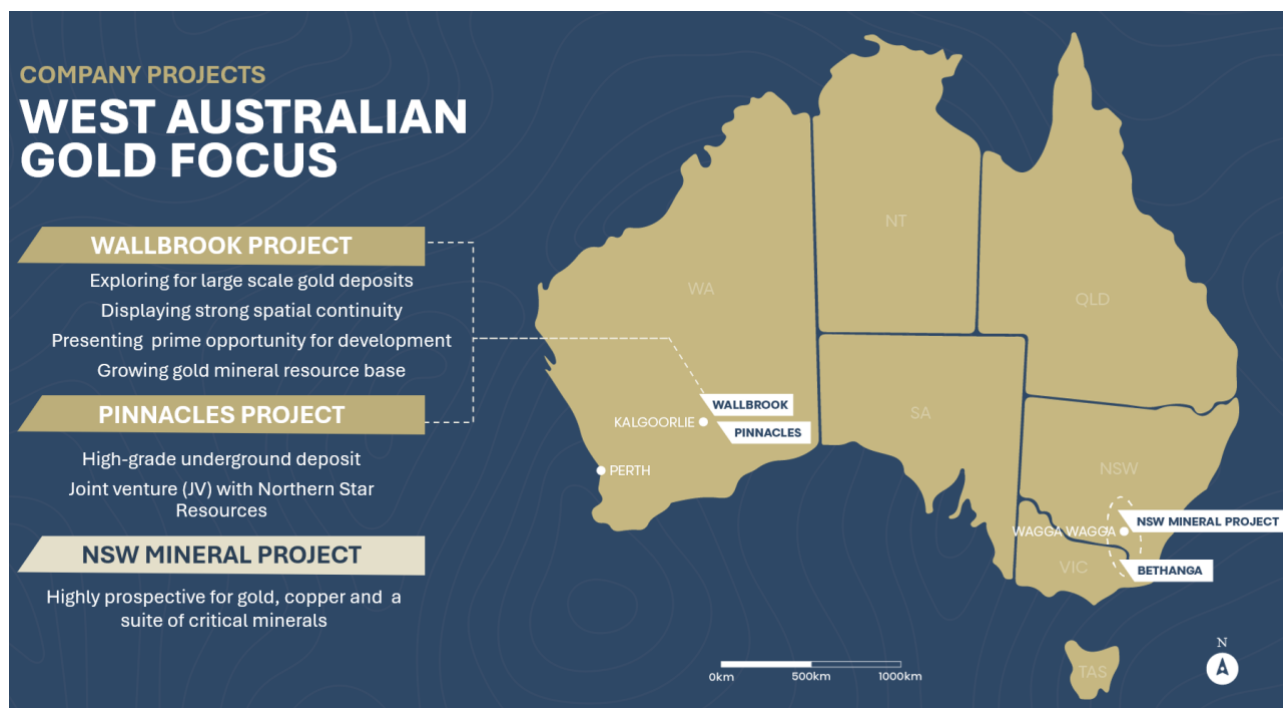 COMPANY PROJECTS
WEST AUSTRALIAN
GOLD FOCUS
WALLBROOK PROJECT
Exploring for large scale gold deposits
Displaying strong spatial continuity
Presenting prime opportunity for development
Growing gold mineral resource base
PINNACLES PROJECT
High-grade underground deposit
Joint venture (JV) with Northern Star
Resources
NSW MINERAL PROJECT
Highly prospective for gold, copper and a
suite of critical minerals
NT
WA
QLD
WALLBROOK
SA
KALGOORLIE
PINNACLES
PERTH
NSW
NSW MINERAL PROJECT
WAGGA WAGGA
VIC
BETHANGA
TAS
N
0km
500km
1000km